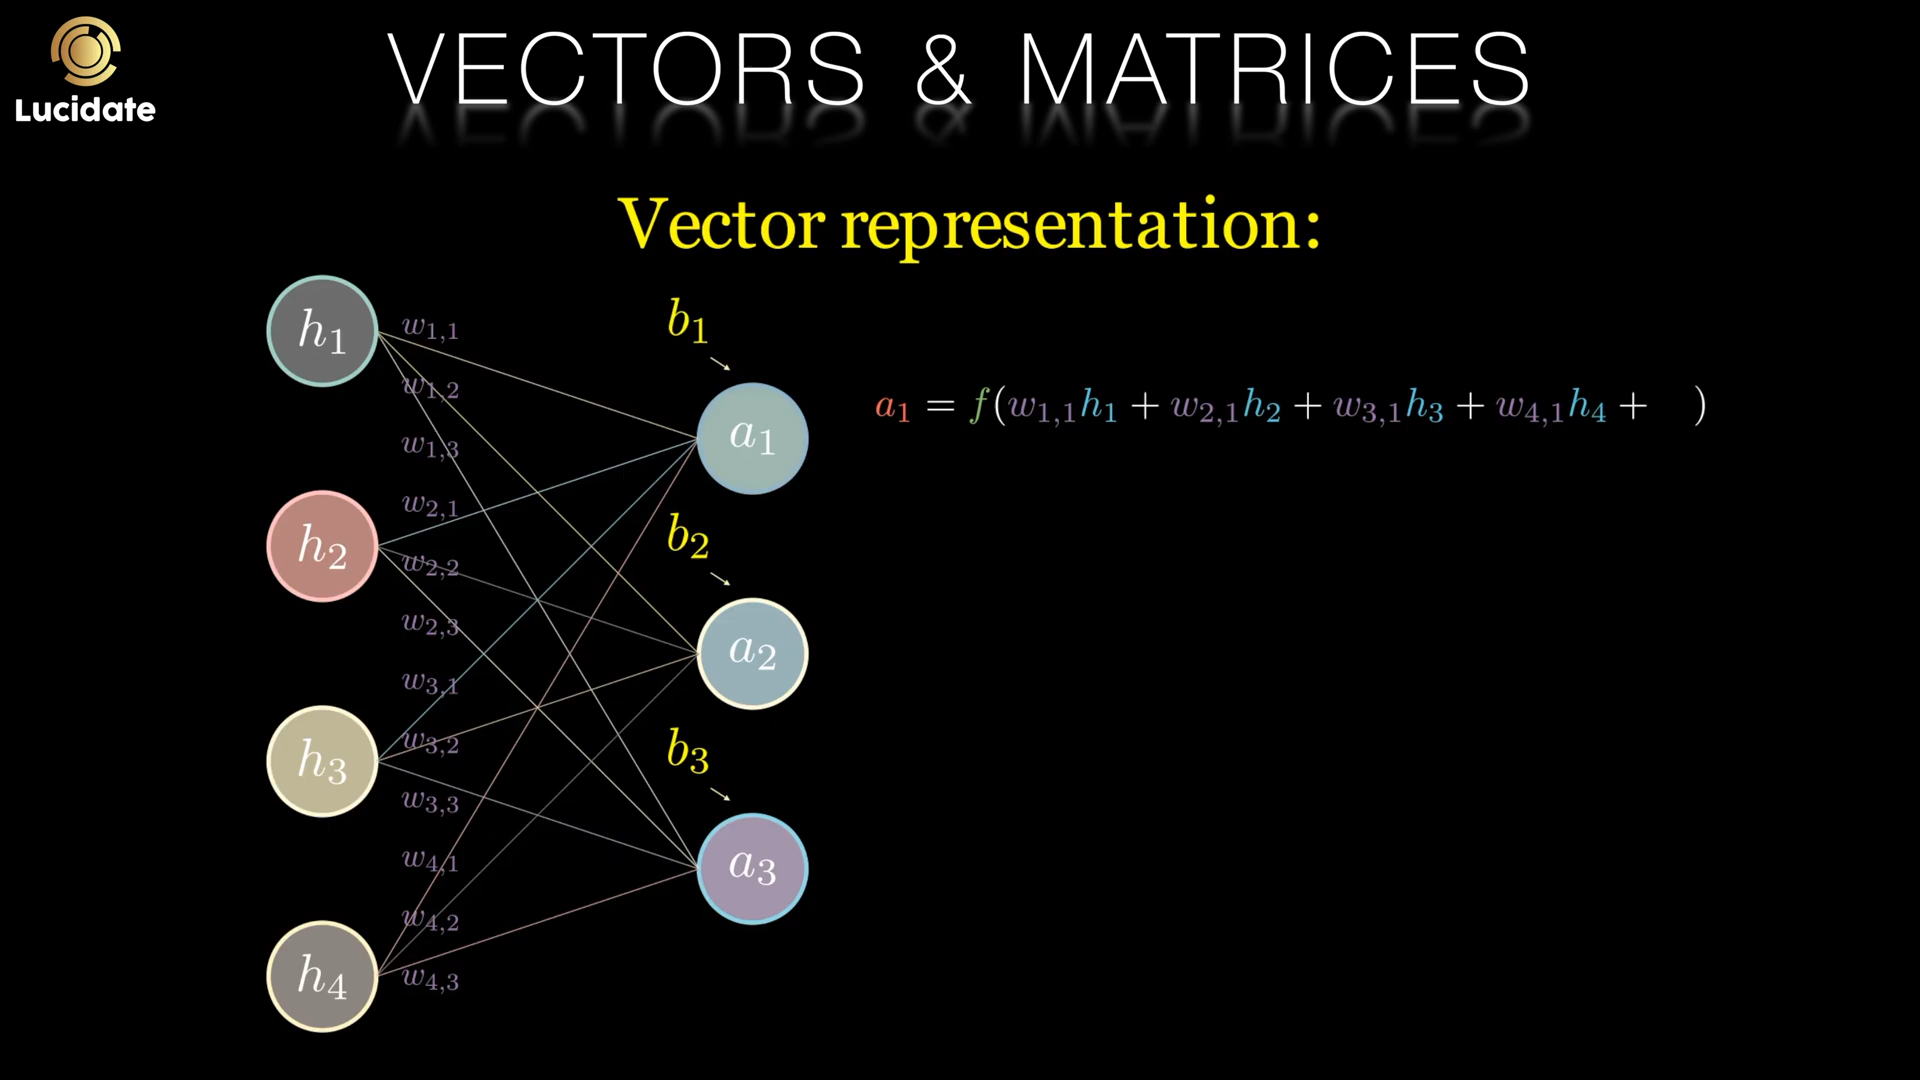 Lucidate
VECTORS & MATRICES
Vector representation:
h₁
h₂
h₃
h₄
w₁,₁
w₁,₂
w₁,₃
w₂,₁
w₂,₂
w₂,₃
w₃,₁
w₃,₂
w₃,₃
w₄,₁
w₄,₂
w₄,₃
b₁
a₁
b₂
a₂
b₃
a₃
a₁ = f(w₁,₁h₁ + w₂,₁h₂ + w₃,₁h₃ + w₄,₁h₄ + )